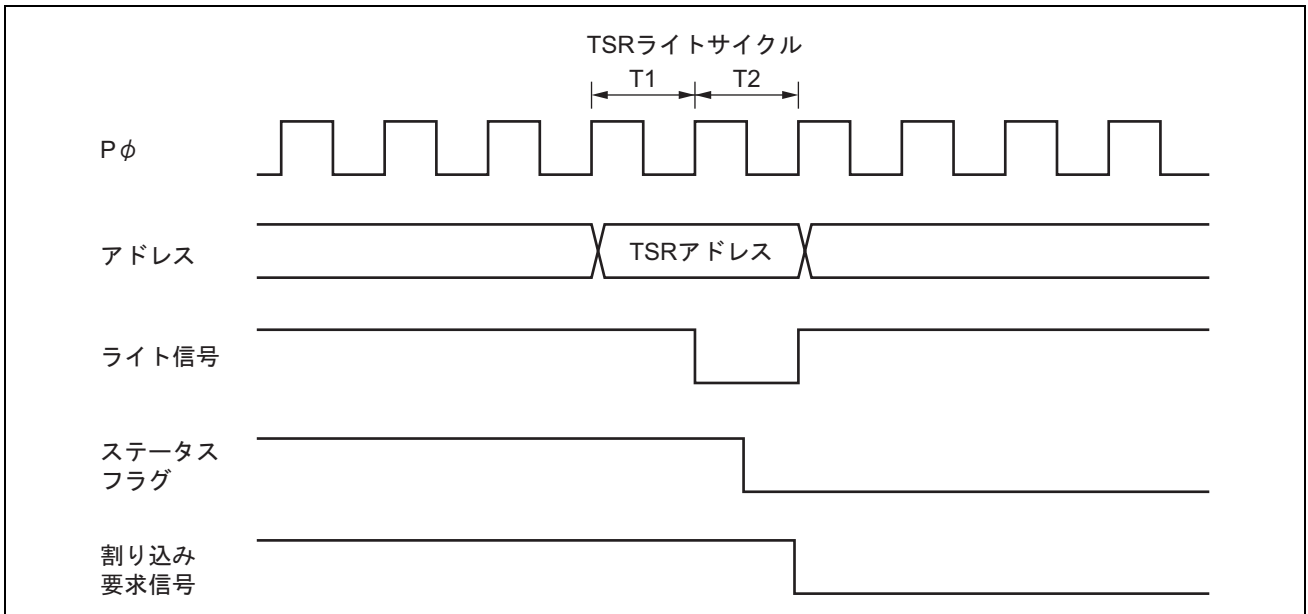 TSRライトサイクル
T1 T2
Pφ
アドレス
TSRアドレス
ライト信号
ステータス
フラグ
割り込み
要求信号